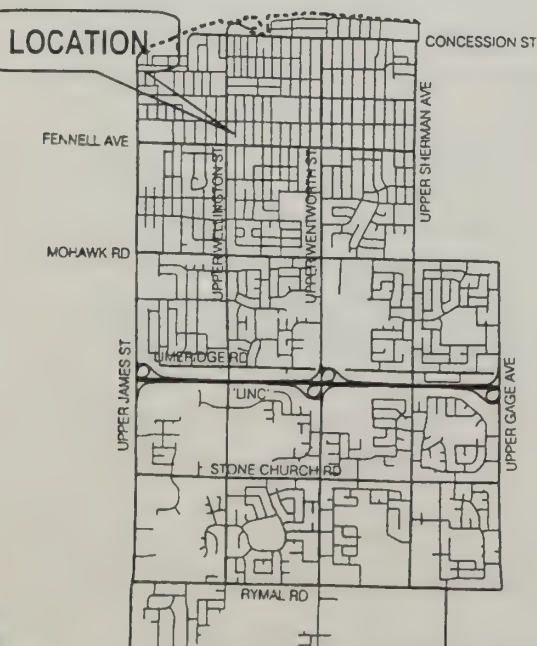 LOCATION
CONCESSION ST
FENNELL AVE
UPPER SHERMAN AVE
UPPER WELLINGTON ST
UPPER WENTWORTH ST
MOHAWK RD
LIMERIDGE RD
UPPER JAMES ST
'LINC'
UPPER GAGE AVE
STONE CHURCH RD
RYMAL RD